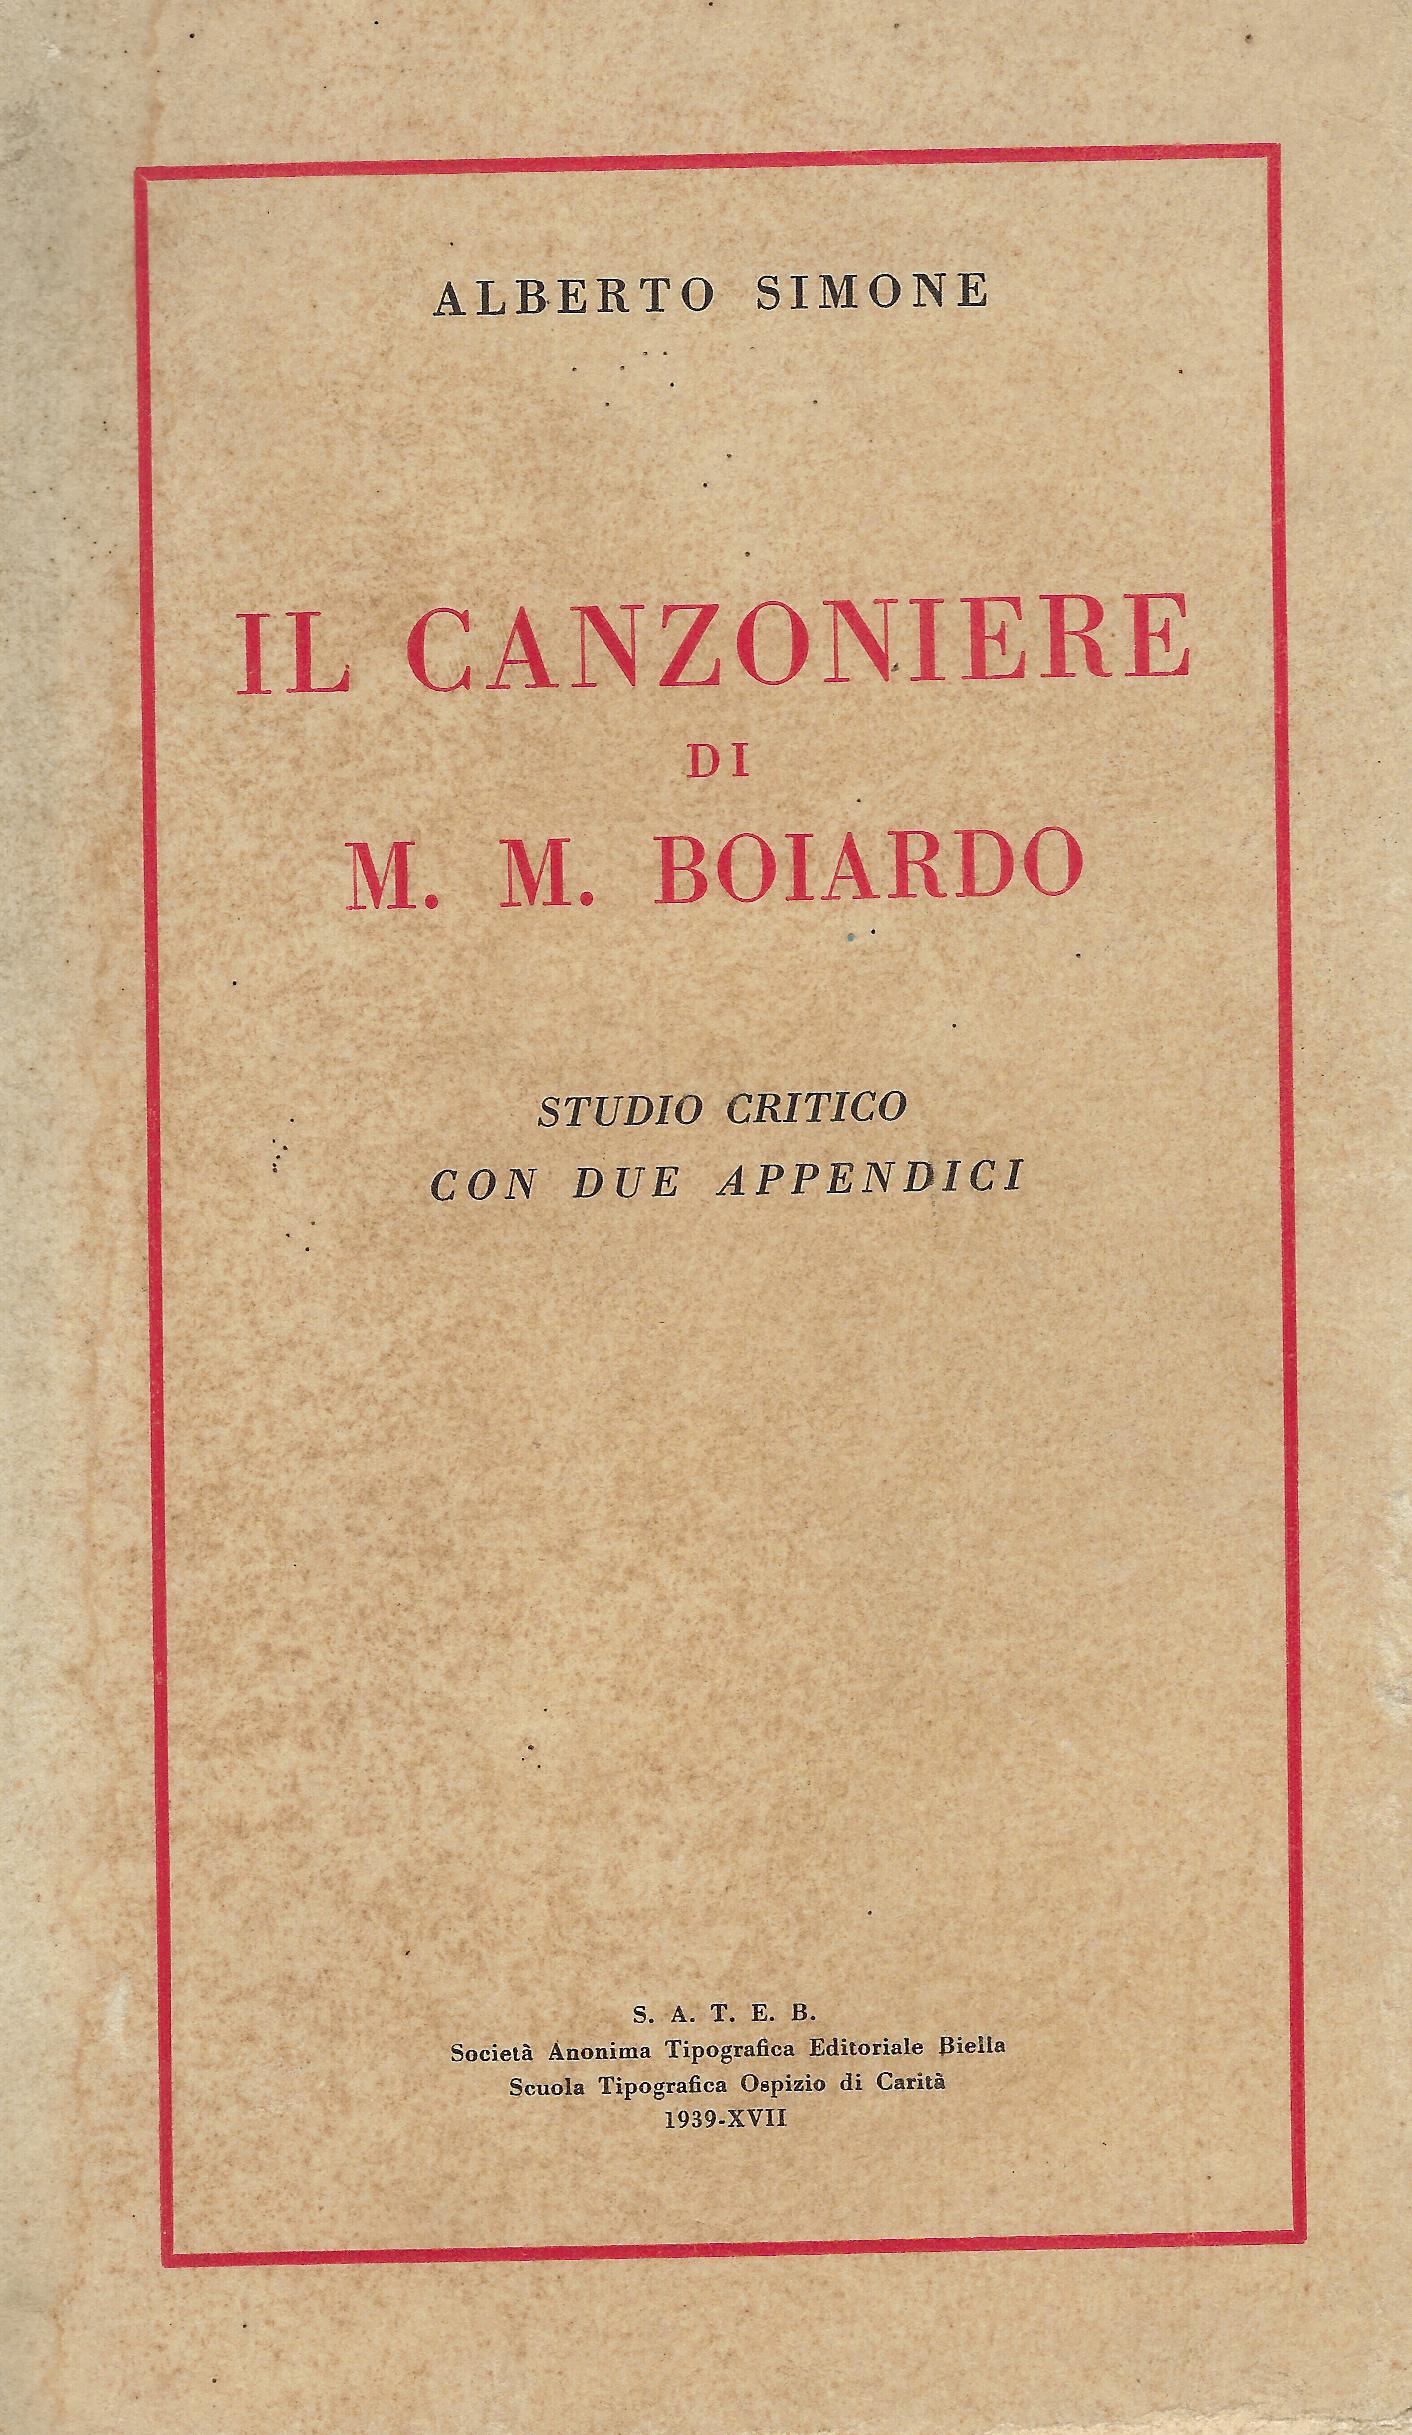 ALBERTO SIMONE
IL CANZONIERE
DI
M. M. BOIARDO
STUDIO CRITICO
CON DUE APPENDICI
S. A. T. E. B.
Società Anonima Tipografica Editoriale Biella
Scuola Tipografica Ospizio di Carità
1939-XVII